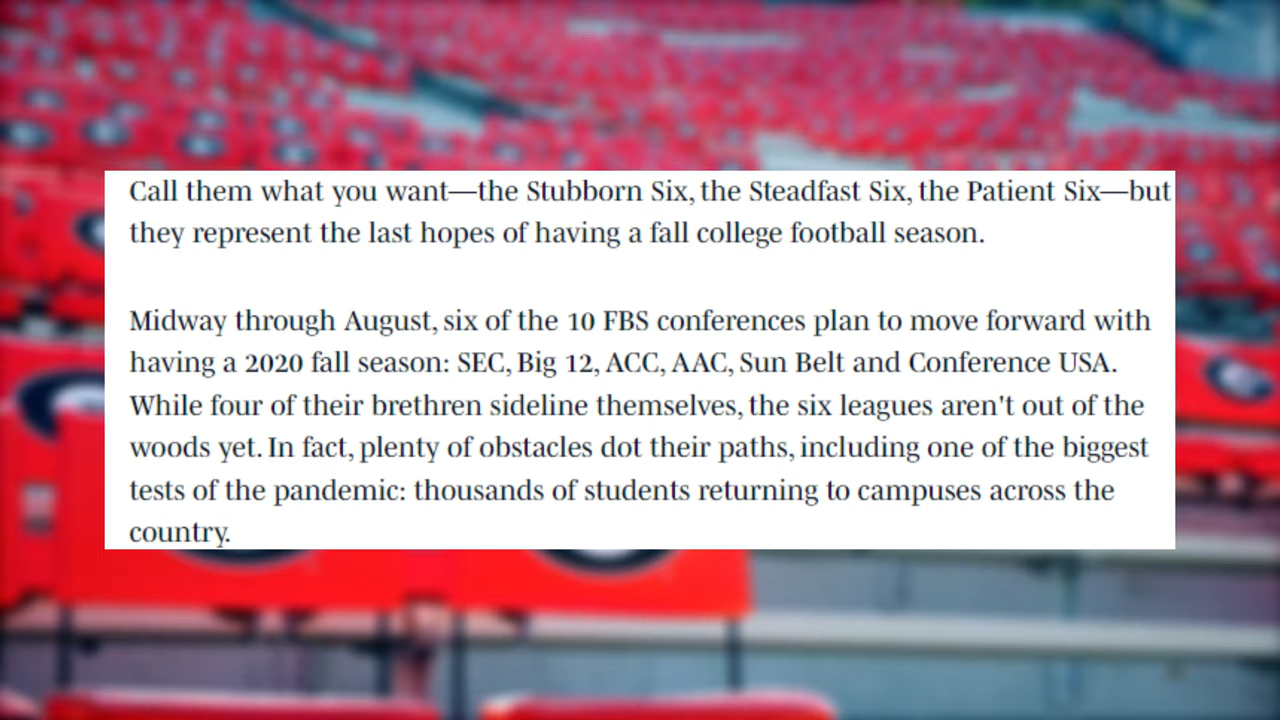 Call them what you want—the Stubborn Six, the Steadfast Six, the Patient Six—but
they represent the last hopes of having a fall college football season.
Midway through August, six of the 10 FBS conferences plan to move forward with
having a 2020 fall season: SEC, Big 12, ACC, AAC, Sun Belt and Conference USA.
While four of their brethren sideline themselves, the six leagues aren't out of the
woods yet. In fact, plenty of obstacles dot their paths, including one of the biggest
tests of the pandemic: thousands of students returning to campuses across the
country.